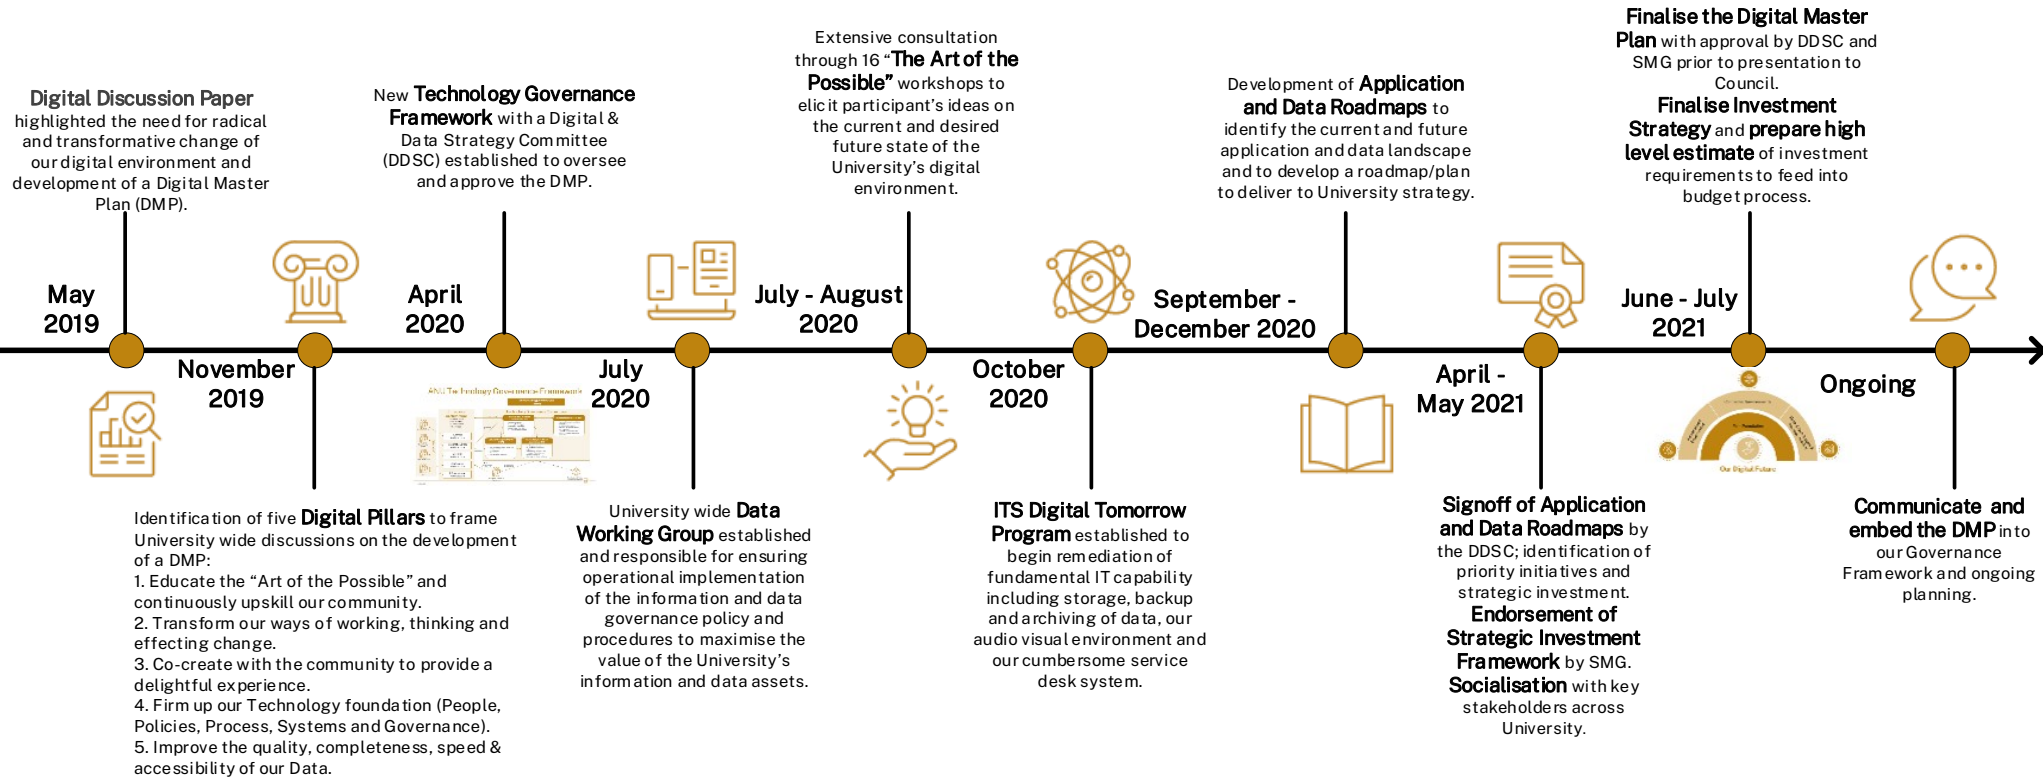 Digital Discussion Paper
highlighted the need for radical
and transformative change of
our digital environment and
development of a Digital Master
Plan (DMP).
May
2019
November
2019
Identification of five Digital Pillars to frame
University wide discussions on the development
of a DMP:
1. Educate the “Art of the Possible” and
continuously upskill our community.
2. Transform our ways of working, thinking and
effecting change.
3. Co-create with the community to provide a
delightful experience.
4. Firm up our Technology foundation (People,
Policies, Process, Systems and Governance).
5. Improve the quality, completeness, speed &
accessibility of our Data.
New Technology Governance
Framework with a Digital &
Data Strategy Committee
(DDSC) established to oversee
and approve the DMP.
April
2020
ANU Technology Governance Framework
July
2020
University wide Data
Working Group established
and responsible for ensuring
operational implementation
of the information and data
governance policy and
procedures to maximise the
value of the University’s
information and data assets.
Extensive consultation
through 16 “The Art of the
Possible” workshops to
elicit participant’s ideas on
the current and desired
future state of the
University’s digital
environment.
July - August
2020
October
2020
ITS Digital Tomorrow
Program established to
begin remediation of
fundamental IT capability
including storage, backup
and archiving of data, our
audio visual environment and
our cumbersome service
desk system.
Development of Application
and Data Roadmaps to
identify the current and future
application and data landscape
and to develop a roadmap/plan
to deliver to University strategy.
September -
December 2020
April -
May 2021
Signoff of Application
and Data Roadmaps by
the DDSC; identification of
priority initiatives and
strategic investment.
Endorsement of
Strategic Investment
Framework by SMG.
Socialisation with key
stakeholders across
University.
Finalise the Digital Master
Plan with approval by DDSC and
SMG prior to presentation to
Council.
Finalise Investment
Strategy and prepare high
level estimate of investment
requirements to feed into
budget process.
June - July
2021
Our Digital Future
Ongoing
Communicate and
embed the DMP into
our Governance
Framework and ongoing
planning.